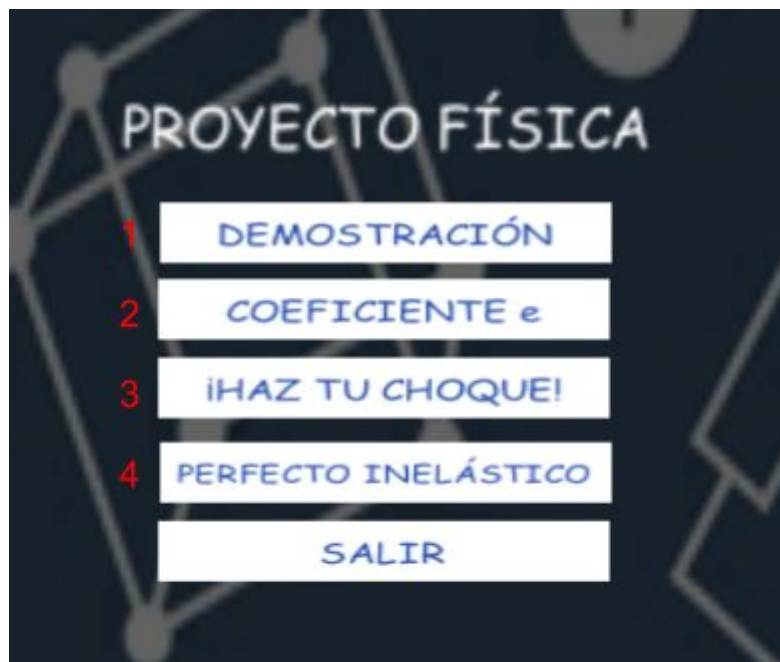 PROYECTO FÍSICA
1 DEMOSTRACIÓN
2 COEFICIENTE e
3 ¡HAZ TU CHOQUE!
4 PERFECTO INELÁSTICO
SALIR